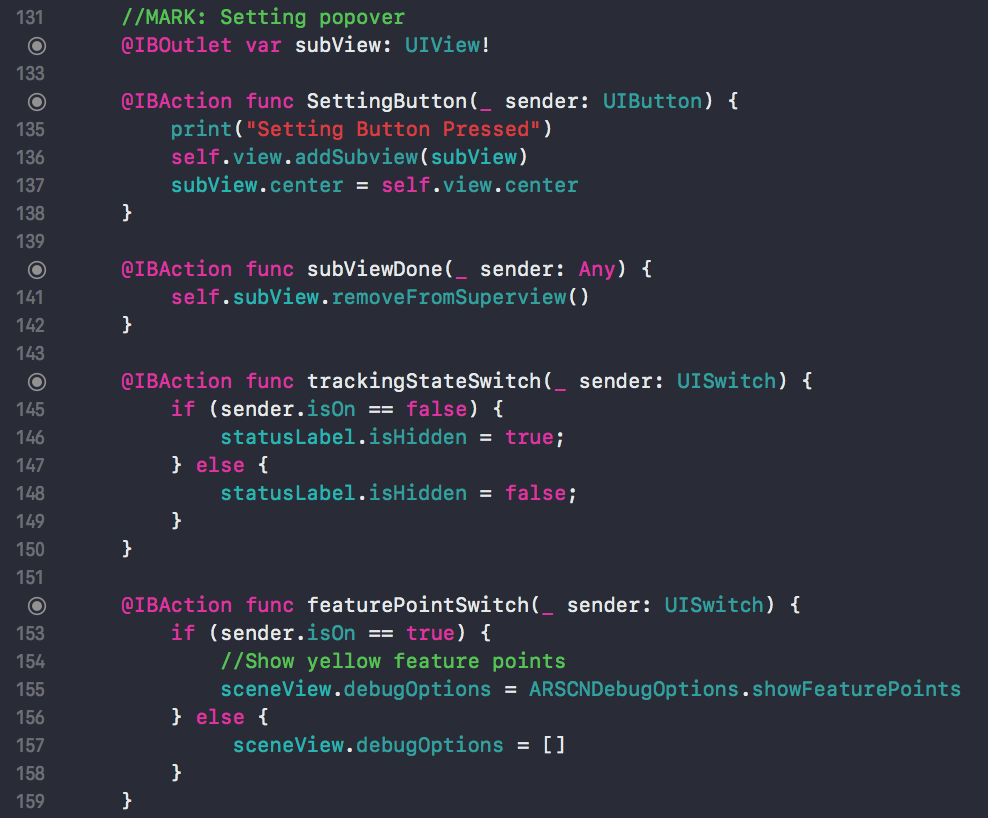 131 //MARK: Setting popover
@IBOutlet var subView: UIView!
133
@IBAction func SettingButton(_ sender: UIButton) {
135 print("Setting Button Pressed")
136 self.view.addSubview(subView)
137 subView.center = self.view.center
138 }
139
@IBAction func subViewDone(_ sender: Any) {
141 self.subView.removeFromSuperview()
142 }
143
@IBAction func trackingStateSwitch(_ sender: UISwitch) {
145 if (sender.isOn == false) {
146 statusLabel.isHidden = true;
147 } else {
148 statusLabel.isHidden = false;
149 }
150 }
151
@IBAction func featurePointSwitch(_ sender: UISwitch) {
153 if (sender.isOn == true) {
154 //Show yellow feature points
155 sceneView.debugOptions = ARSCNDebugOptions.showFeaturePoints
156 } else {
157 sceneView.debugOptions = []
158 }
159 }